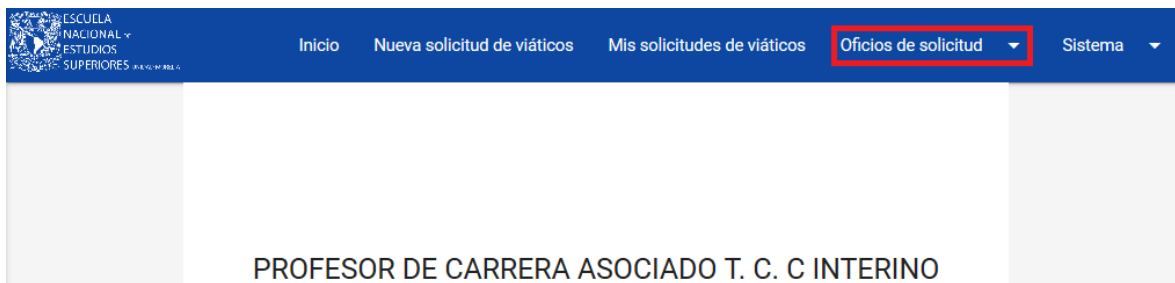 ESCUELA
NACIONAL DE
ESTUDIOS
SUPERIORES
Inicio Nueva solicitud de viáticos Mis solicitudes de viáticos Oficios de solicitud Sistema
PROFESOR DE CARRERA ASOCIADO T. C. C INTERINO